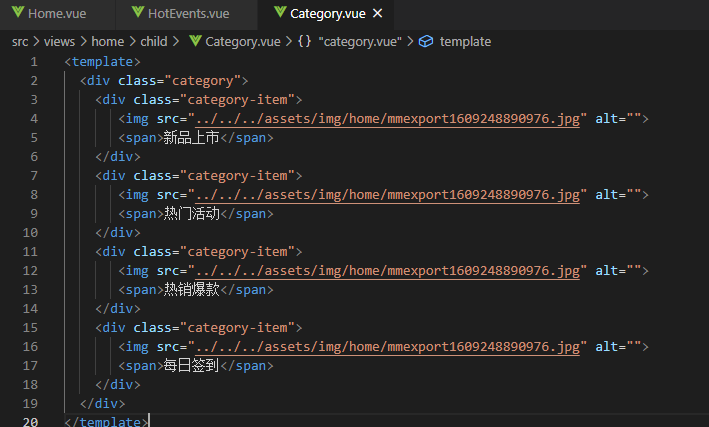 Home.vue HotEvents.vue Category.vue ×
src > views > home > child > Category.vue > {} "category.vue" > template
1 <template>
2 <div class="category">
3 <div class="category-item">
4 <img src="../../../assets/img/home/mmexport1609248890976.jpg" alt="">
5 <span>新品上市</span>
6 </div>
7 <div class="category-item">
8 <img src="../../../assets/img/home/mmexport1609248890976.jpg" alt="">
9 <span>热门活动</span>
10 </div>
11 <div class="category-item">
12 <img src="../../../assets/img/home/mmexport1609248890976.jpg" alt="">
13 <span>热销爆款</span>
14 </div>
15 <div class="category-item">
16 <img src="../../../assets/img/home/mmexport1609248890976.jpg" alt="">
17 <span>每日签到</span>
18 </div>
19 </div>
20 </template>